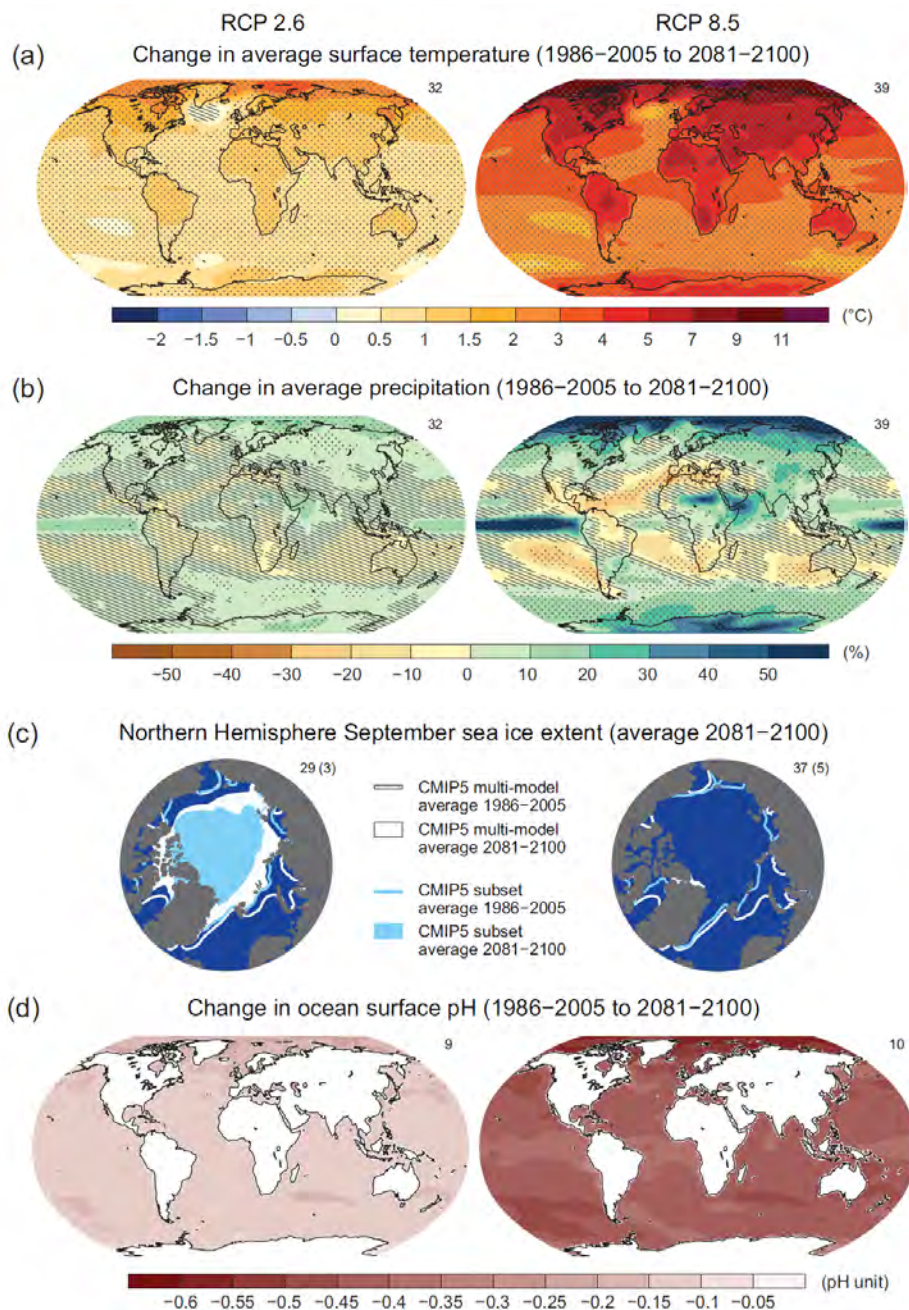 RCP 2.6 RCP 8.5
(a) Change in average surface temperature (1986−2005 to 2081−2100)
32 39
−2 −1.5 −1 −0.5 0 0.5 1 1.5 2 3 4 5 7 9 11 (°C)
(b) Change in average precipitation (1986−2005 to 2081−2100)
32 39
−50 −40 −30 −20 −10 0 10 20 30 40 50 (%)
(c) Northern Hemisphere September sea ice extent (average 2081−2100)
29 (3) 37 (5)
CMIP5 multi-model
average 1986−2005
CMIP5 multi-model
average 2081−2100
CMIP5 subset
average 1986−2005
CMIP5 subset
average 2081−2100
(d) Change in ocean surface pH (1986−2005 to 2081−2100)
9 10
−0.6 −0.55 −0.5 −0.45 −0.4 −0.35 −0.3 −0.25 −0.2 −0.15 −0.1 −0.05 (pH unit)